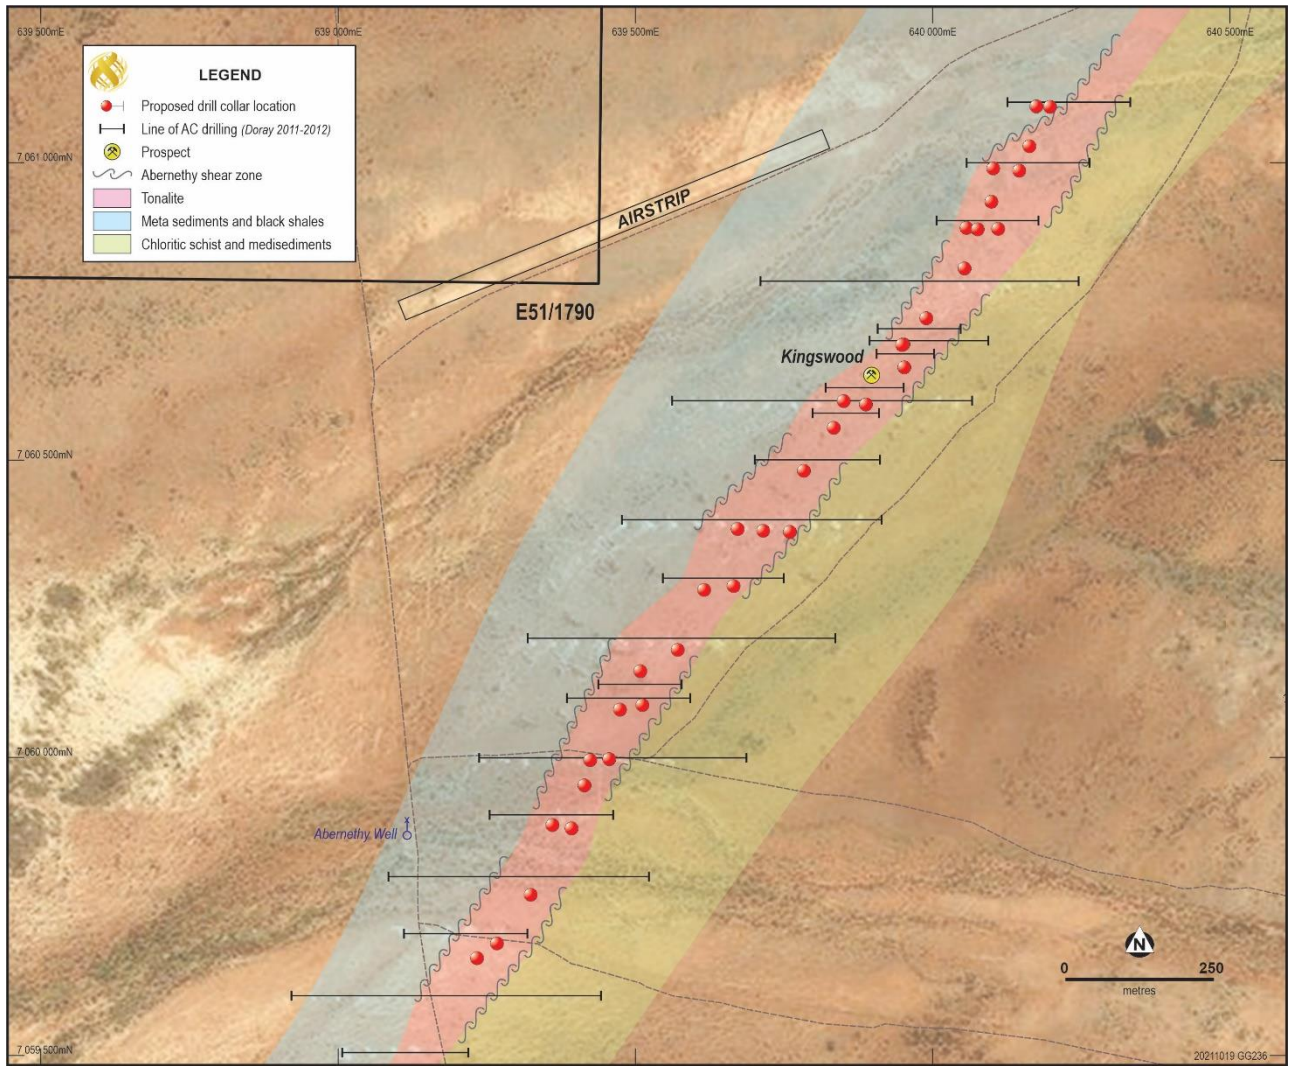 639 500mE
639 000mE
639 500mE
640 000mE
640 500mE
LEGEND
Proposed drill collar location
Line of AC drilling (Doray 2011-2012)
Prospect
Abernethy shear zone
Tonalite
Meta sediments and black shales
Chloritic schist and medisediments
7 061 000mN
AIRSTRIP
E51/1790
Kingswood
7 060 500mN
7 060 000mN
Abernethy Well
N
0 250
metres
7 059 500mN
20211019 GG236